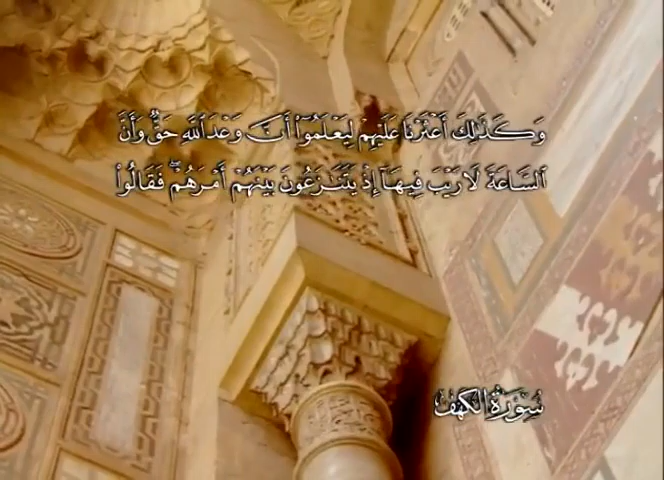 وَكَذَٰلِكَ أَعْثَرْنَا عَلَيْهِمْ لِيَعْلَمُوٓا۟ أَنَّ وَعْدَ ٱللَّهِ حَقٌّ وَأَنَّ
ٱلسَّاعَةَ لَا رَيْبَ فِيهَآ إِذْ يَتَنَٰزَعُونَ بَيْنَهُمْ أَمْرَهُمْ ۖ فَقَالُوا۟
سُورَةُ الكَهْفِ